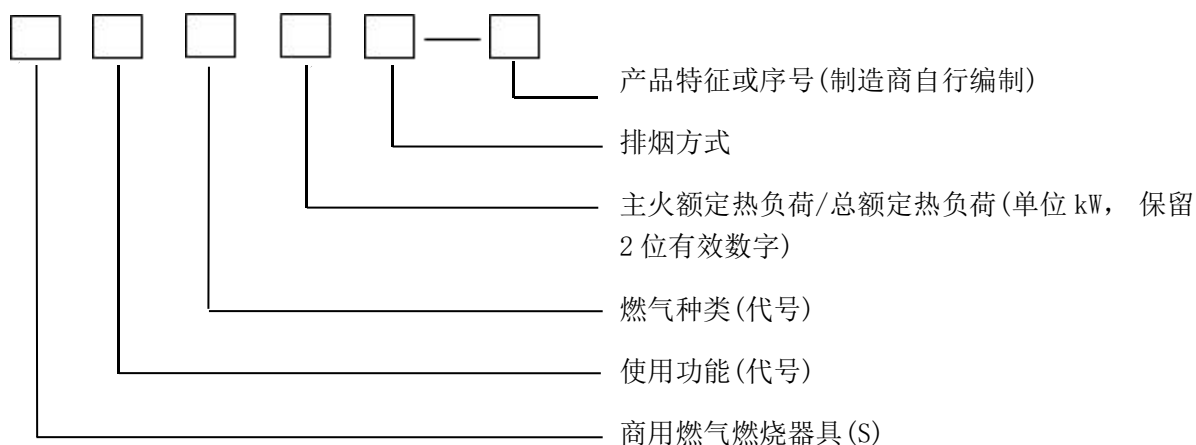 产品特征或序号(制造商自行编制)
排烟方式
主火额定热负荷/总额定热负荷(单位 kW， 保留
2 位有效数字)
燃气种类(代号)
使用功能(代号)
商用燃气燃烧器具(S)